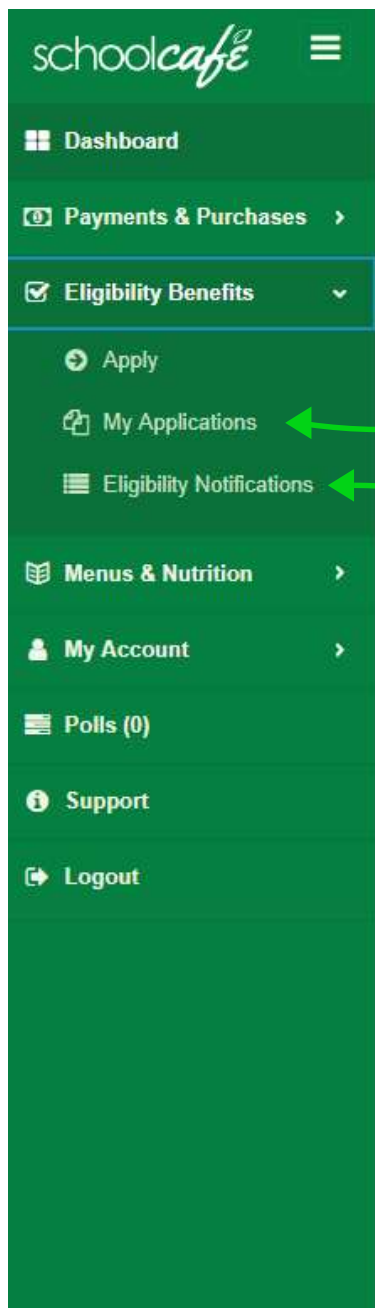 schoolcafé
Dashboard
Payments & Purchases
Eligibility Benefits
Apply
My Applications
Eligibility Notifications
Menus & Nutrition
My Account
Polls (0)
Support
Logout